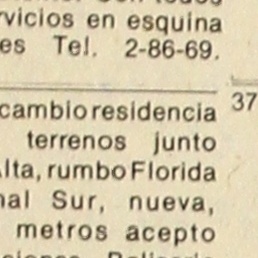 rvicios en esquina
es Tel. 2-86-69.
cambio residencia
terrenos junto
lta, rumbo Florida
nal Sur, nueva,
metros acepto
37